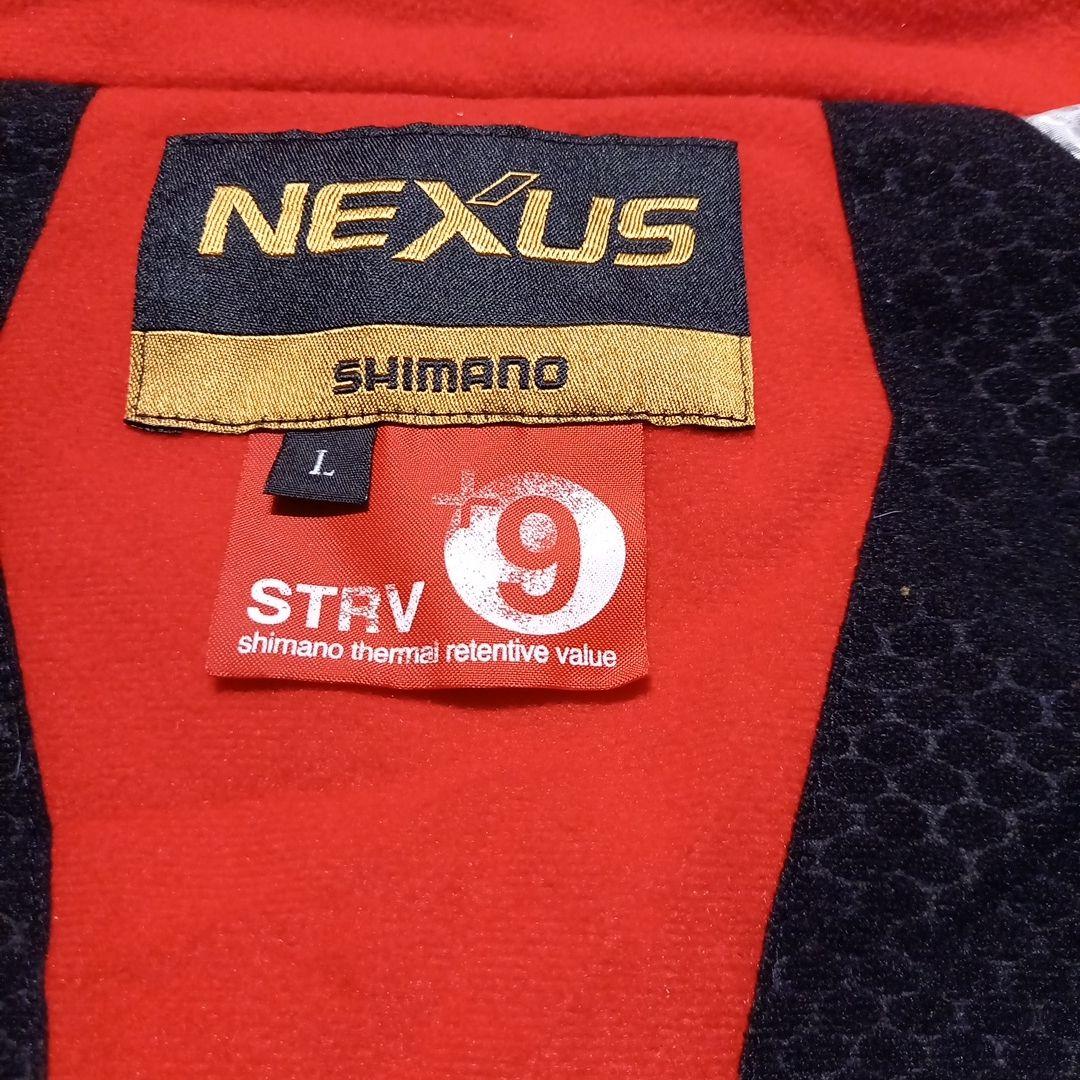 NEXUS
SHIMANO
L
+9
STRV
shimano thermal retentive value